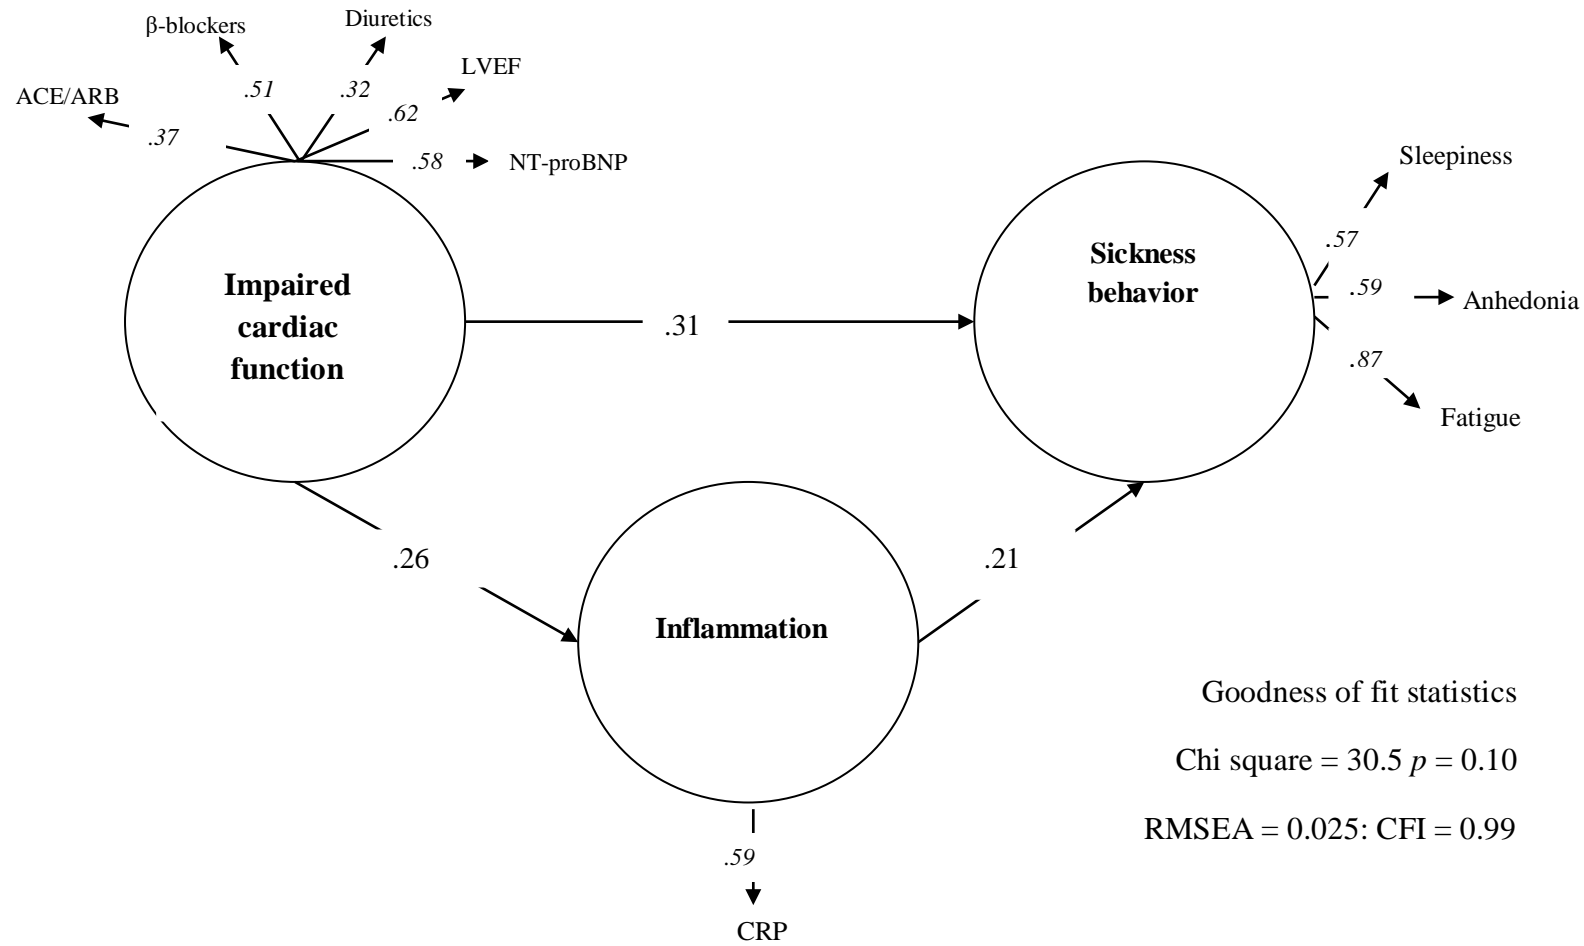 β-blockers
Diuretics
LVEF
ACE/ARB
.51
.32
.62
.37
.58
NT-proBNP
Sleepiness
.57
.59
Anhedonia
.87
Fatigue
Impaired
cardiac
function
.31
Sickness
behavior
.26
.21
Inflammation
.59
CRP
Goodness of fit statistics
Chi square = 30.5 p = 0.10
RMSEA = 0.025: CFI = 0.99